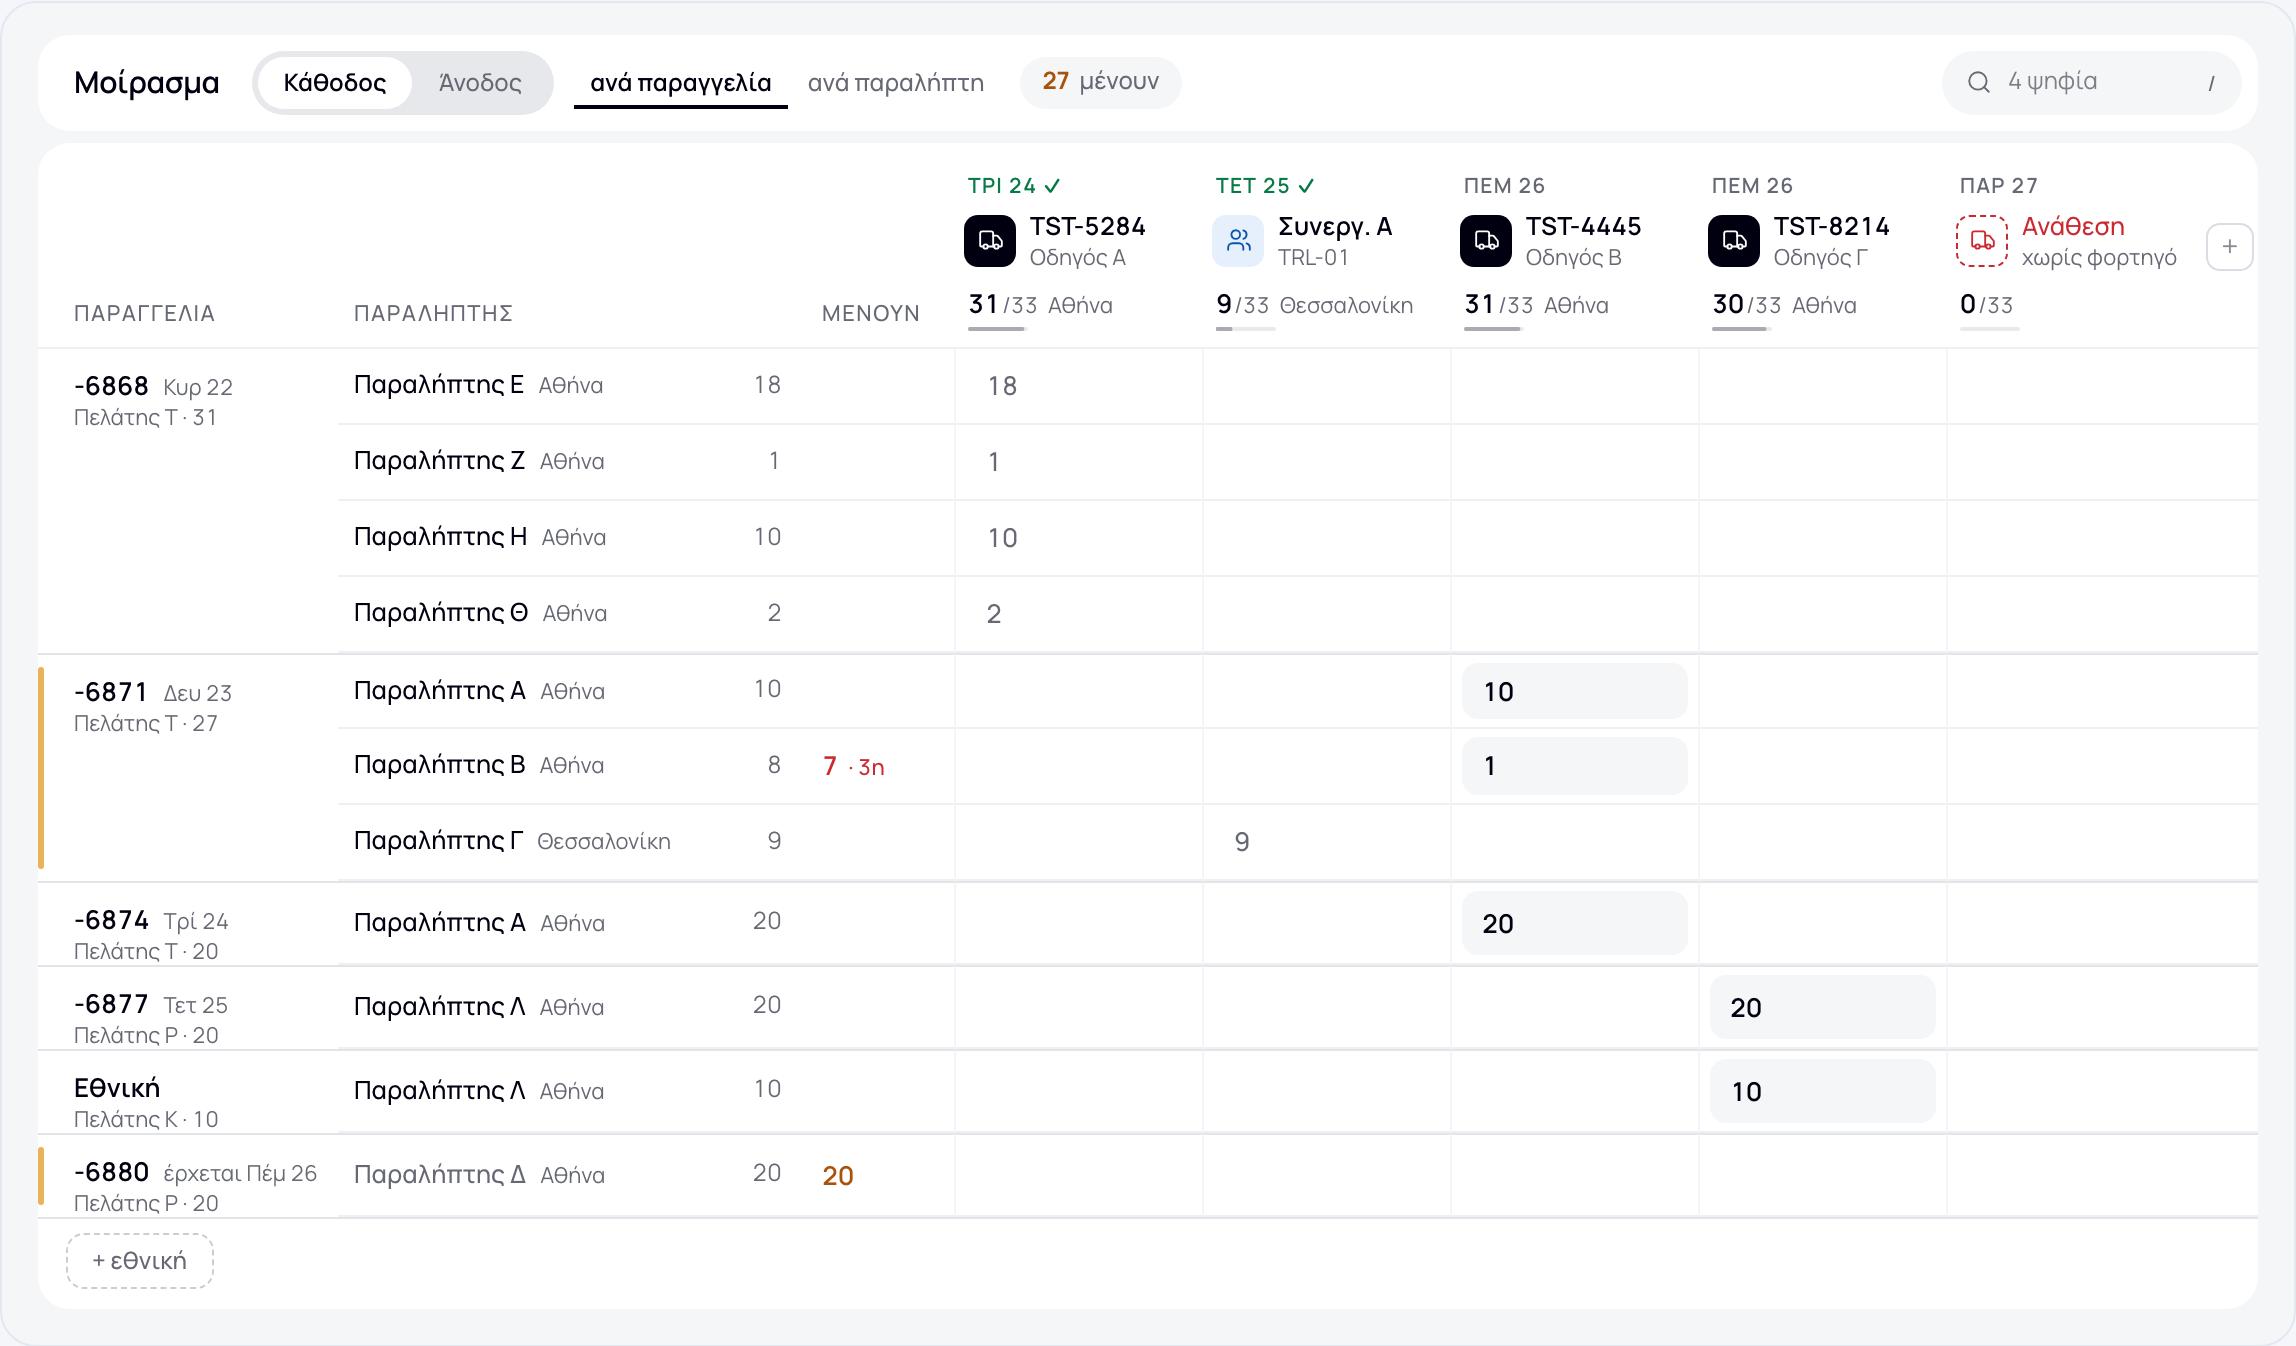 Μοίρασμα Κάθοδος Άνοδος ανά παραγγελία ανά παραλήπτη 27 μένουν 4 ψηφία /
ΤΡΙ 24 ✓ ΤΕΤ 25 ✓ ΠΕΜ 26 ΠΕΜ 26 ΠΑΡ 27
TST-5284 Συνεργ. Α TST-4445 TST-8214 Ανάθεση
Οδηγός Α TRL-01 Οδηγός Β Οδηγός Γ χωρίς φορτηγό +
ΠΑΡΑΓΓΕΛΙΑ ΠΑΡΑΛΗΠΤΗΣ ΜΕΝΟΥΝ 31/33 Αθήνα 9/33 Θεσσαλονίκη 31/33 Αθήνα 30/33 Αθήνα 0/33
-6868 Κυρ 22 Παραλήπτης Ε Αθήνα 18 18
Πελάτης Τ · 31
Παραλήπτης Ζ Αθήνα 1 1
Παραλήπτης Η Αθήνα 10 10
Παραλήπτης Θ Αθήνα 2 2
-6871 Δευ 23 Παραλήπτης Α Αθήνα 10 10
Πελάτης Τ · 27
Παραλήπτης Β Αθήνα 8 7 · 3π 1
Παραλήπτης Γ Θεσσαλονίκη 9 9
-6874 Τρί 24 Παραλήπτης Α Αθήνα 20 20
Πελάτης Τ · 20
-6877 Τετ 25 Παραλήπτης Λ Αθήνα 20 20
Πελάτης Ρ · 20
Εθνική Παραλήπτης Λ Αθήνα 10 10
Πελάτης Κ · 10
-6880 έρχεται Πέμ 26 Παραλήπτης Δ Αθήνα 20 20
Πελάτης Ρ · 20
+ εθνική